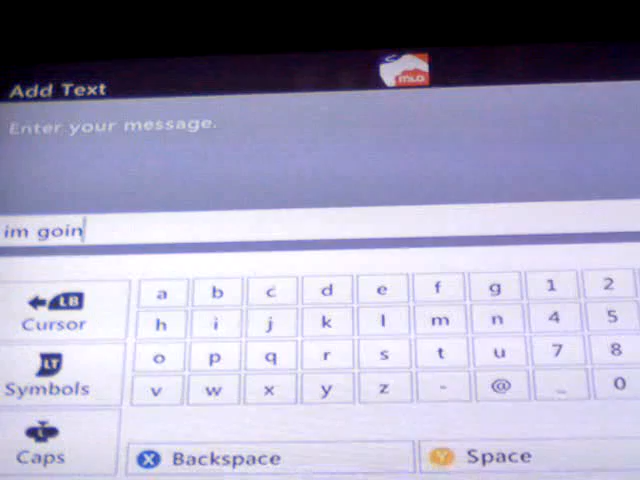 Add Text
Enter your message.
im goin
LB
Cursor
LT
Symbols
L
Caps
a b c d e f g 1 2
h i j k l m n 4 5
o p q r s t u 7 8
v w x y z - @ _ 0
X Backspace
Y Space